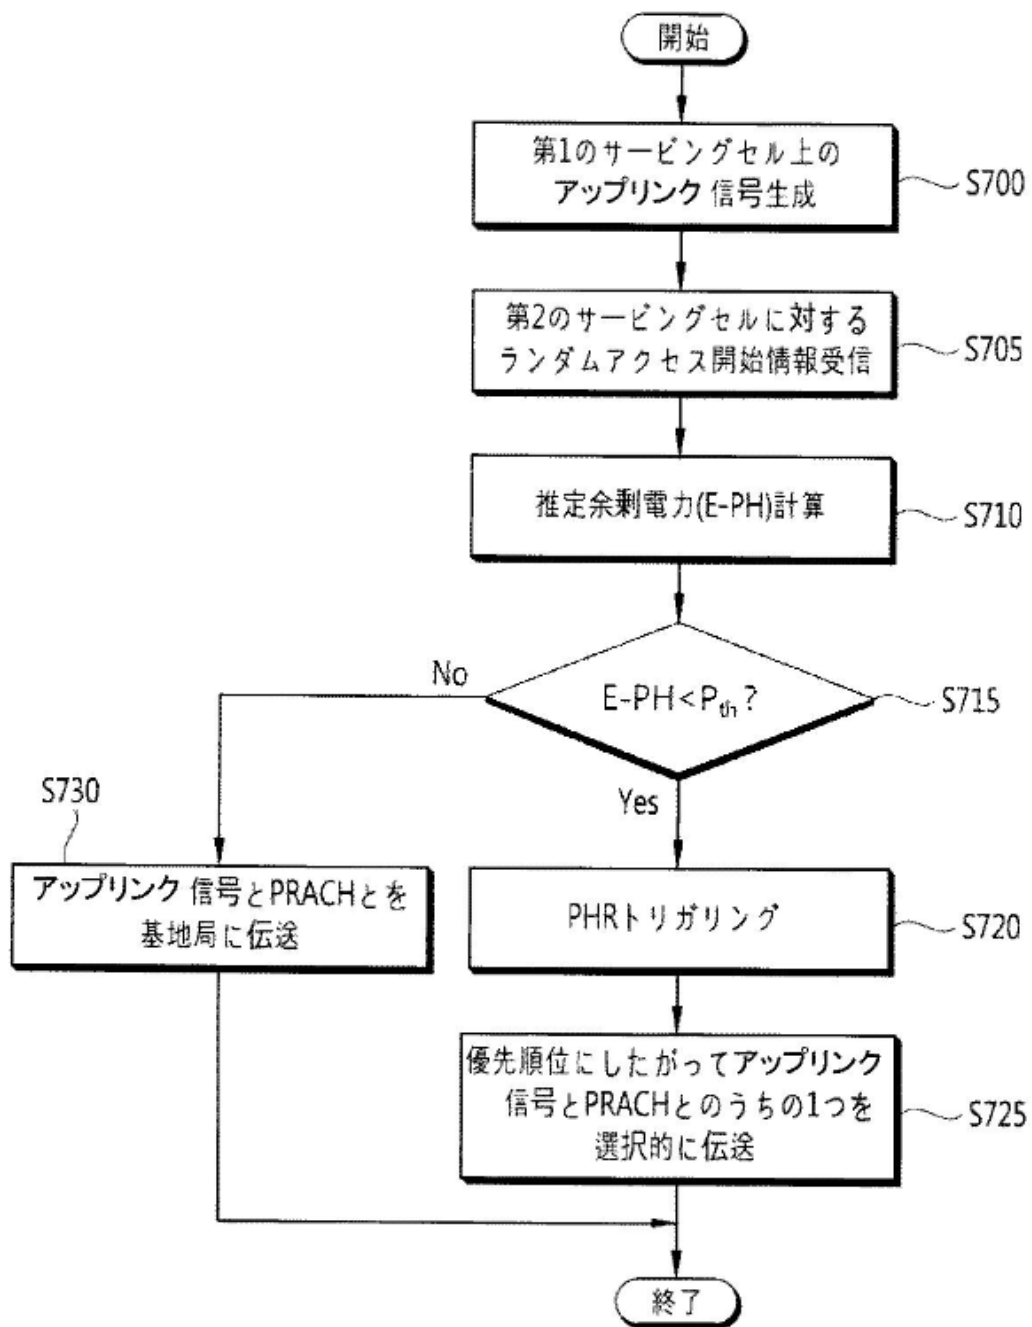 開始
第1のサービングセル上の
アップリンク 信号生成
S700
第2のサービングセルに対する
ランダムアクセス開始情報受信
S705
推定余剰電力(E-PH)計算
S710
E-PH<Pth?
S715
No
Yes
S730
アップリンク 信号とPRACHとを
基地局に伝送
PHRトリガリング
S720
優先順位にしたがってアップリンク
信号とPRACHとのうちの1つを
選択的に伝送
S725
終了